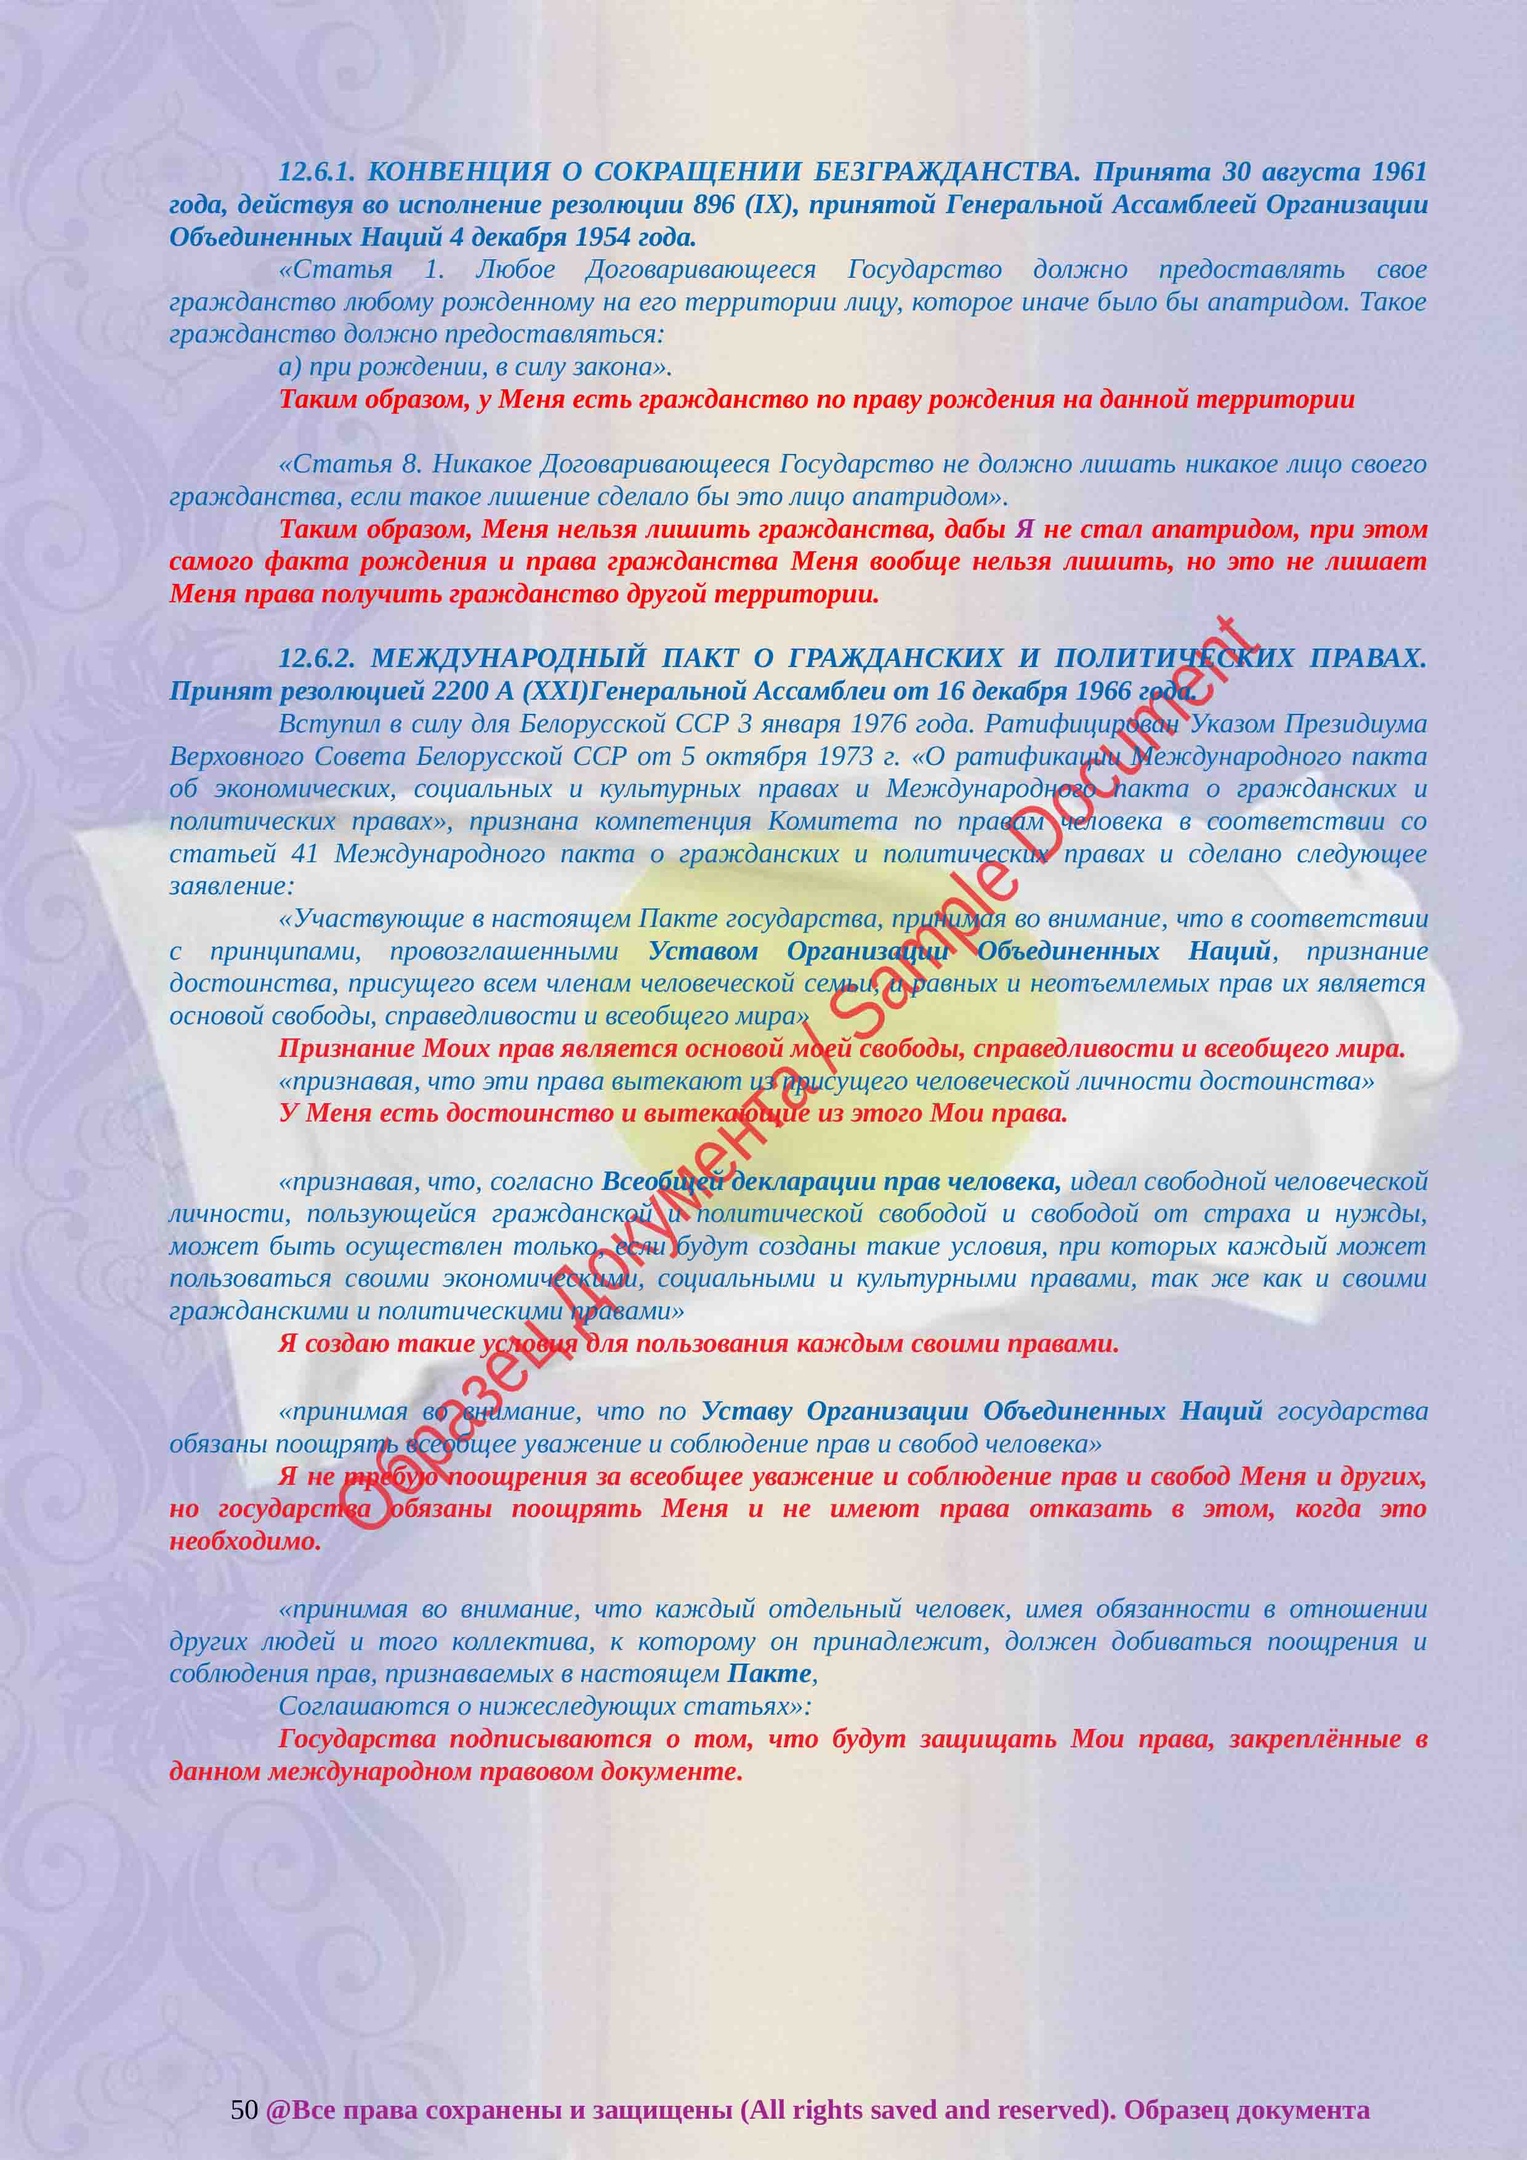 12.6.1. КОНВЕНЦИЯ О СОКРАЩЕНИИ БЕЗГРАЖДАНСТВА. Принята 30 августа 1961
года, действуя во исполнение резолюции 896 (IX), принятой Генеральной Ассамблеей Организации
Объединенных Наций 4 декабря 1954 года.
«Статья 1. Любое Договаривающееся Государство должно предоставлять свое
гражданство любому рожденному на его территории лицу, которое иначе было бы апатридом. Такое
гражданство должно предоставляться:
а) при рождении, в силу закона».
Таким образом, у Меня есть гражданство по праву рождения на данной территории
«Статья 8. Никакое Договаривающееся Государство не должно лишать никакое лицо своего
гражданства, если такое лишение сделало бы это лицо апатридом».
Таким образом, Меня нельзя лишить гражданства, дабы Я не стал апатридом, при этом
самого факта рождения и права гражданства Меня вообще нельзя лишить, но это не лишает
Меня права получить гражданство другой территории.
12.6.2. МЕЖДУНАРОДНЫЙ ПАКТ О ГРАЖДАНСКИХ И ПОЛИТИЧЕСКИХ ПРАВАХ.
Принят резолюцией 2200 А (XXI)Генеральной Ассамблеи от 16 декабря 1966 года.
Вступил в силу для Белорусской ССР 3 января 1976 года. Ратифицирован Указом Президиума
Верховного Совета Белорусской ССР от 5 октября 1973 г. «О ратификации Международного пакта
об экономических, социальных и культурных правах и Международного пакта о гражданских и
политических правах», признана компетенция Комитета по правам человека в соответствии со
статьей 41 Международного пакта о гражданских и политических правах и сделано следующее
заявление:
«Участвующие в настоящем Пакте государства, принимая во внимание, что в соответствии
с принципами, провозглашенными Уставом Организации Объединенных Наций, признание
достоинства, присущего всем членам человеческой семьи, и равных и неотъемлемых прав их является
основой свободы, справедливости и всеобщего мира»
Признание Моих прав является основой моей свободы, справедливости и всеобщего мира.
«признавая, что эти права вытекают из присущего человеческой личности достоинства»
У Меня есть достоинство и вытекающие из этого Мои права.
«признавая, что, согласно Всеобщей декларации прав человека, идеал свободной человеческой
личности, пользующейся гражданской и политической свободой и свободой от страха и нужды,
может быть осуществлен только, если будут созданы такие условия, при которых каждый может
пользоваться своими экономическими, социальными и культурными правами, так же как и своими
гражданскими и политическими правами»
Я создаю такие условия для пользования каждым своими правами.
«принимая во внимание, что по Уставу Организации Объединенных Наций государства
обязаны поощрять всеобщее уважение и соблюдение прав и свобод человека»
Я не требую поощрения за всеобщее уважение и соблюдение прав и свобод Меня и других,
но государства обязаны поощрять Меня и не имеют права отказать в этом, когда это
необходимо.
«принимая во внимание, что каждый отдельный человек, имея обязанности в отношении
других людей и того коллектива, к которому он принадлежит, должен добиваться поощрения и
соблюдения прав, признаваемых в настоящем Пакте,
Соглашаются о нижеследующих статьях»:
Государства подписываются о том, что будут защищать Мои права, закреплённые в
данном международном правовом документе.
Образец Документа / Sample Document
50 @Все права сохранены и защищены (All rights saved and reserved). Образец документа